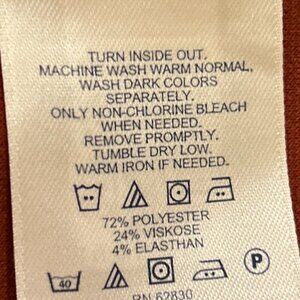 TURN INSIDE OUT.
MACHINE WASH WARM NORMAL,
WASH DARK COLORS
SEPARATELY.
ONLY NON-CHLORINE BLEACH
WHEN NEEDED.
REMOVE PROMPTLY.
TUMBLE DRY LOW.
WARM IRON IF NEEDED.
72% POLYESTER
24% VISKOSE
4% ELASTHAN
40 P
RN 62830